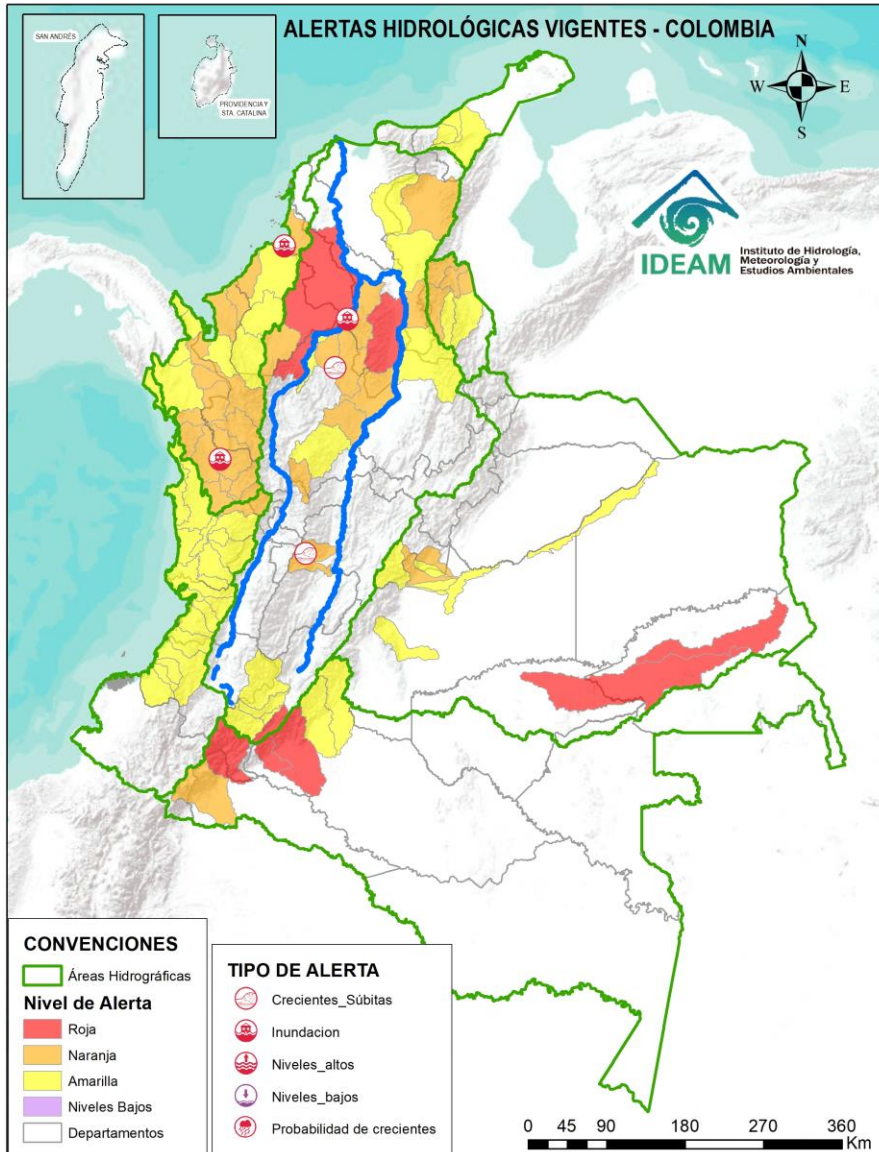 ALERTAS HIDROLÓGICAS VIGENTES - COLOMBIA
SAN ANDRÉS
PROVIDENCIA Y
STA. CATALINA
N
W
E
S
IDEAM
Instituto de Hidrología,
Meteorología y
Estudios Ambientales
CONVENCIONES
Áreas Hidrográficas
Nivel de Alerta
Roja
Naranja
Amarilla
Niveles Bajos
Departamentos
TIPO DE ALERTA
Crecientes_Súbitas
Inundacion
Niveles_altos
Niveles_bajos
Probabilidad de crecientes
0 45 90 180 270 360
Km